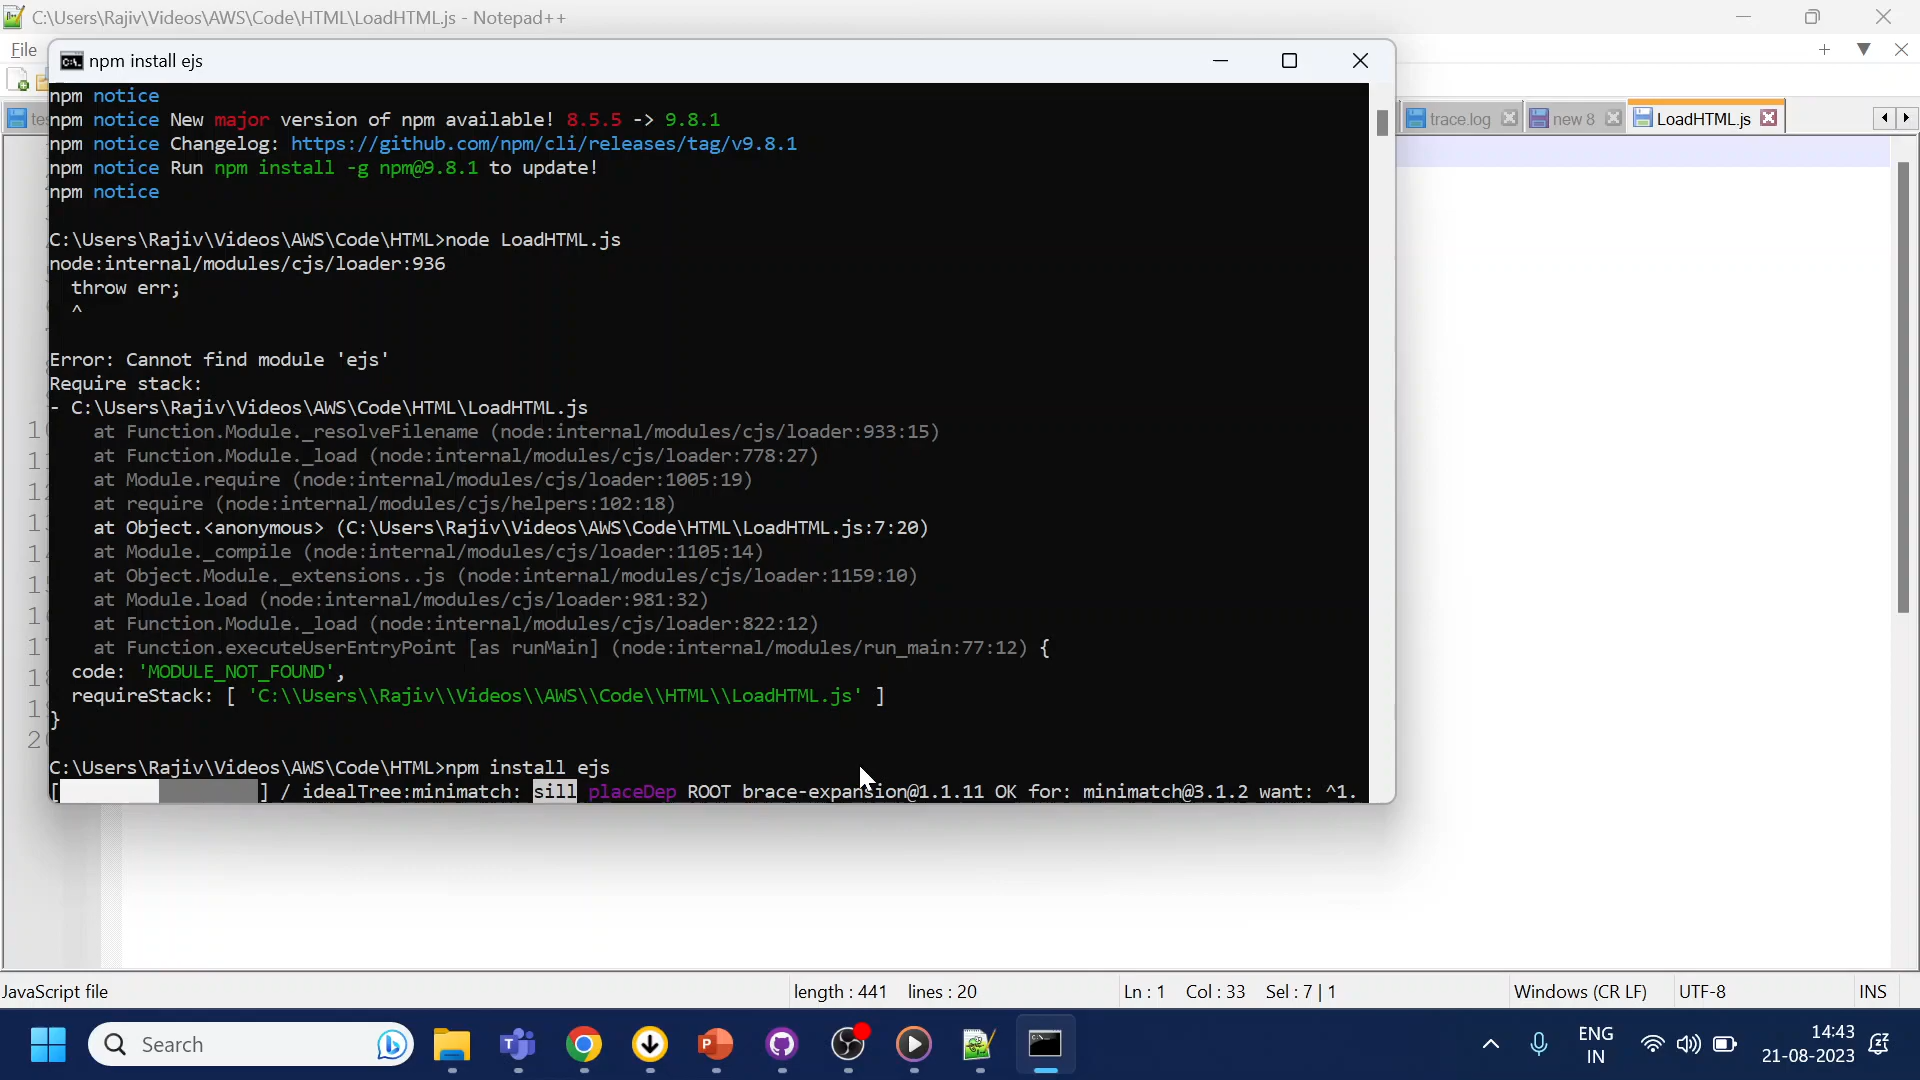 C:\Users\Rajiv\Videos\AWS\Code\HTML\LoadHTML.js - Notepad++
File
npm install ejs
trace.log
new 8
LoadHTML.js
npm notice
npm notice New major version of npm available! 8.5.5 -> 9.8.1
npm notice Changelog: https://github.com/npm/cli/releases/tag/v9.8.1
npm notice Run npm install -g npm@9.8.1 to update!
npm notice
C:\Users\Rajiv\Videos\AWS\Code\HTML>node LoadHTML.js
node:internal/modules/cjs/loader:936
throw err;
^
Error: Cannot find module 'ejs'
Require stack:
- C:\Users\Rajiv\Videos\AWS\Code\HTML\LoadHTML.js
at Function.Module._resolveFilename (node:internal/modules/cjs/loader:933:15)
at Function.Module._load (node:internal/modules/cjs/loader:778:27)
at Module.require (node:internal/modules/cjs/loader:1005:19)
at require (node:internal/modules/cjs/helpers:102:18)
at Object.<anonymous> (C:\Users\Rajiv\Videos\AWS\Code\HTML\LoadHTML.js:7:20)
at Module._compile (node:internal/modules/cjs/loader:1105:14)
at Object.Module._extensions..js (node:internal/modules/cjs/loader:1159:10)
at Module.load (node:internal/modules/cjs/loader:981:32)
at Function.Module._load (node:internal/modules/cjs/loader:822:12)
at Function.executeUserEntryPoint [as runMain] (node:internal/modules/run_main:77:12) {
code: 'MODULE_NOT_FOUND',
requireStack: [ 'C:\\Users\\Rajiv\\Videos\\AWS\\Code\\HTML\\LoadHTML.js' ]
}
C:\Users\Rajiv\Videos\AWS\Code\HTML>npm install ejs
[ ] / idealTree:minimatch: sill placeDep ROOT brace-expansion@1.1.11 OK for: minimatch@3.1.2 want: ^1.
JavaScript file
length : 441 lines : 20
Ln : 1 Col : 33 Sel : 7 | 1
Windows (CR LF)
UTF-8
INS
Search
ENG
IN
14:43
21-08-2023